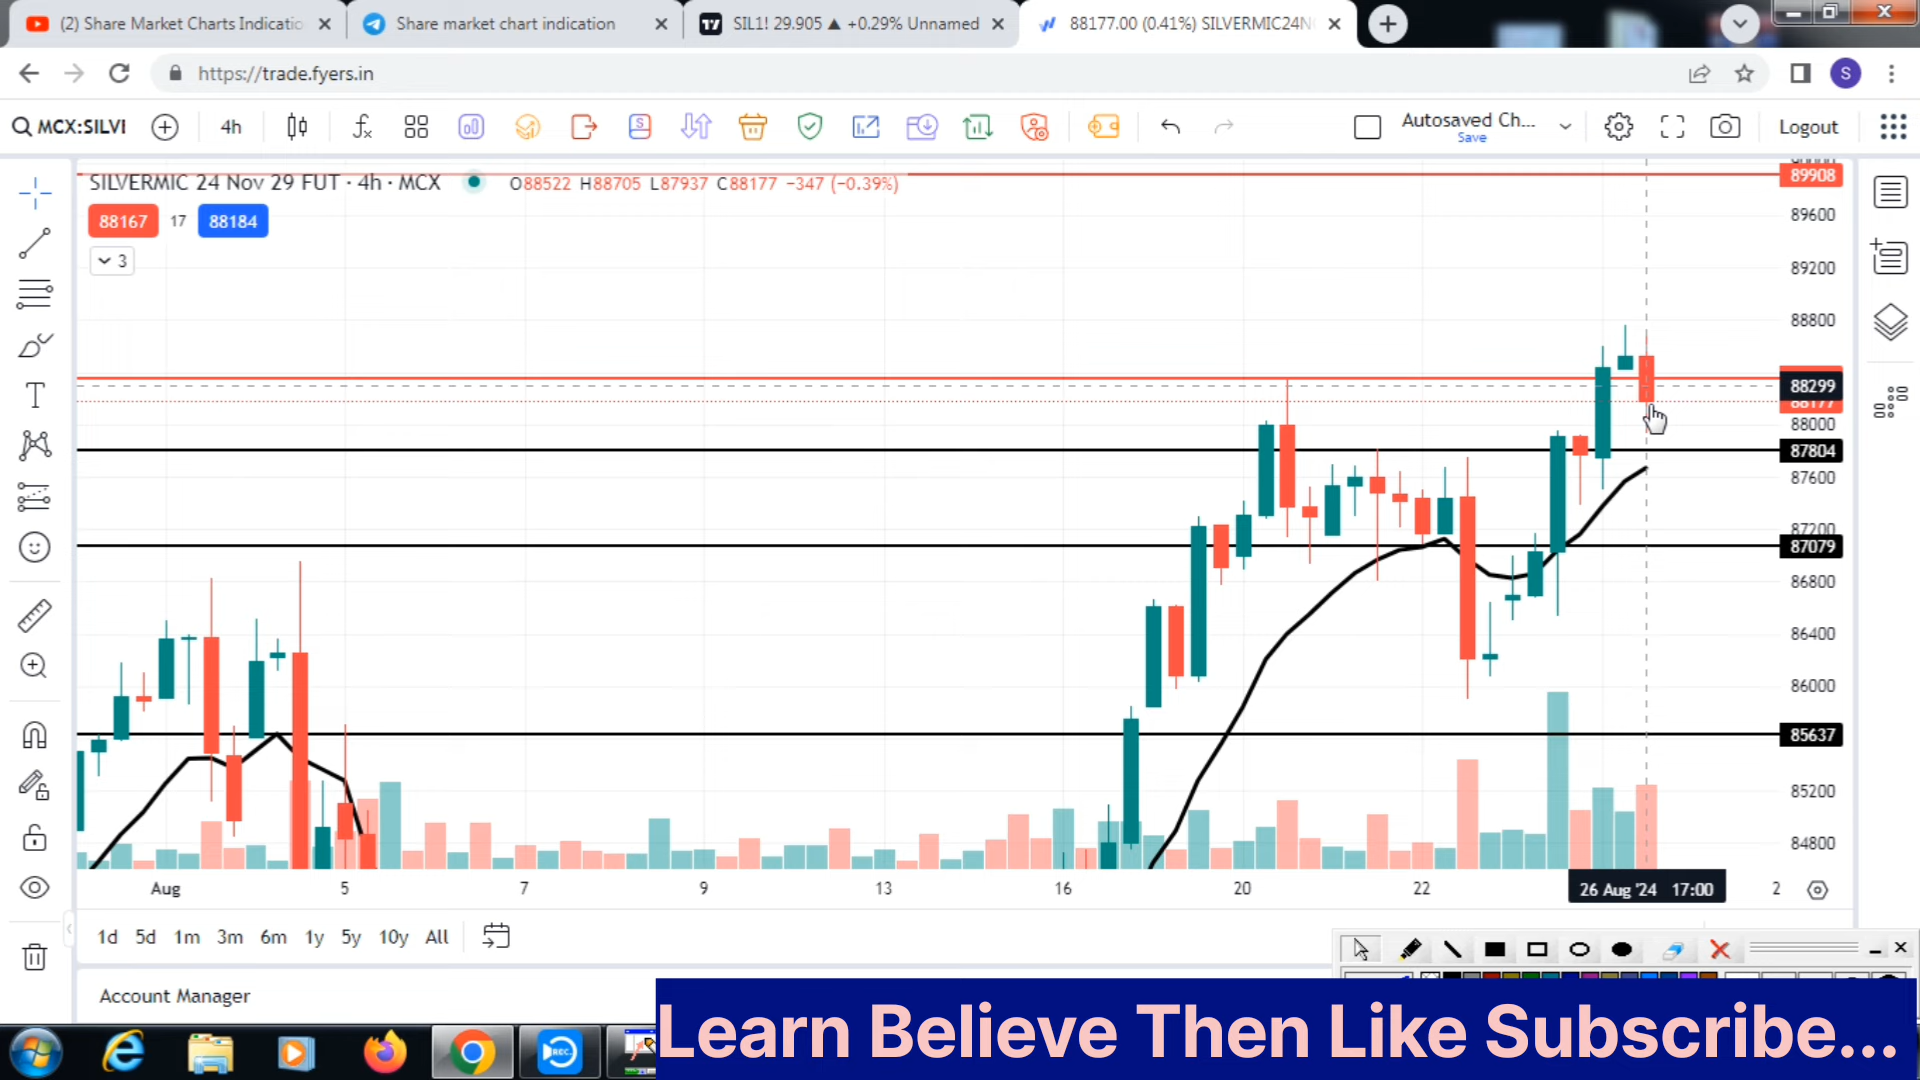 (2) Share Market Charts Indicatio
Share market chart indication
SIL1! 29.905 ▲ +0.29% Unnamed
88177.00 (0.41%) SILVERMIC24N
https://trade.fyers.in
S
MCX:SILVI
4h
Autosaved Ch...
Save
Logout
SILVERMIC 24 Nov 29 FUT · 4h · MCX
O88522 H88705 L87937 C88177 −347 (−0.39%)
88167
17
88184
3
89908
89600
89200
88800
88299
88177
88000
87804
87600
87200
87079
86800
86400
86000
85637
85200
84800
Aug
5
7
9
13
16
20
22
26 Aug '24 17:00
2
1d 5d 1m 3m 6m 1y 5y 10y All
Account Manager
REC
Learn Believe Then Like Subscribe...